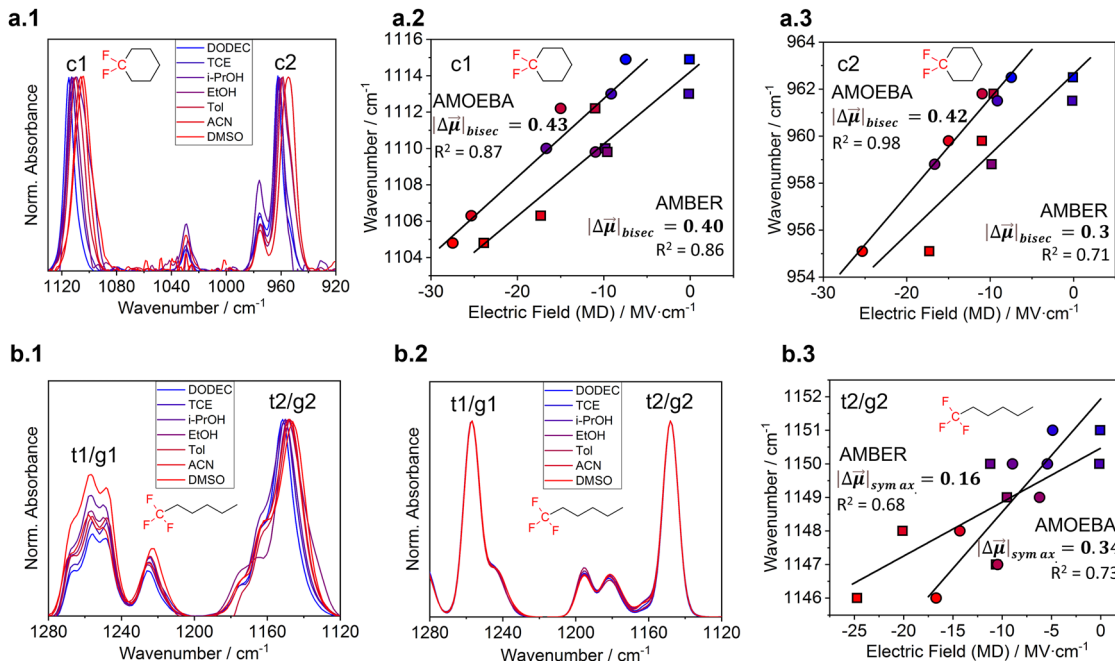 a.1
c1
F
F
C
c2
DODEC
TCE
i-PrOH
EtOH
Tol
ACN
DMSO
Norm. Absorbance
1120 1080 1040 1000 960 920
Wavenumber / cm⁻¹
a.2
c1
F
F
C
AMOEBA
|Δμ⃗|bisec = 0.43
R² = 0.87
AMBER
|Δμ⃗|bisec = 0.40
R² = 0.86
Wavenumber / cm⁻¹
1116
1114
1112
1110
1108
1106
1104
-30 -20 -10 0
Electric Field (MD) / MV·cm⁻¹
a.3
c2
F
F
C
AMOEBA
|Δμ⃗|bisec = 0.42
R² = 0.98
AMBER
|Δμ⃗|bisec = 0.3
R² = 0.71
Wavenumber / cm⁻¹
964
962
960
958
956
954
-30 -20 -10 0
Electric Field (MD) / MV·cm⁻¹
b.1
t1/g1
t2/g2
DODEC
TCE
i-PrOH
EtOH
Tol
ACN
DMSO
F
F
C
F
Norm. Absorbance
1280 1240 1200 1160 1120
Wavenumber / cm⁻¹
b.2
t1/g1
t2/g2
DODEC
TCE
i-PrOH
EtOH
Tol
ACN
DMSO
F
F
C
F
Norm. Absorbance
1280 1240 1200 1160 1120
Wavenumber / cm⁻¹
b.3
t2/g2
F
F
C
F
AMBER
|Δμ⃗|sym ax. = 0.16
R² = 0.68
AMOEBA
|Δμ⃗|sym ax. = 0.34
R² = 0.73
Wavenumber / cm⁻¹
1152
1151
1150
1149
1148
1147
1146
-25 -20 -15 -10 -5 0
Electric Field (MD) / MV·cm⁻¹